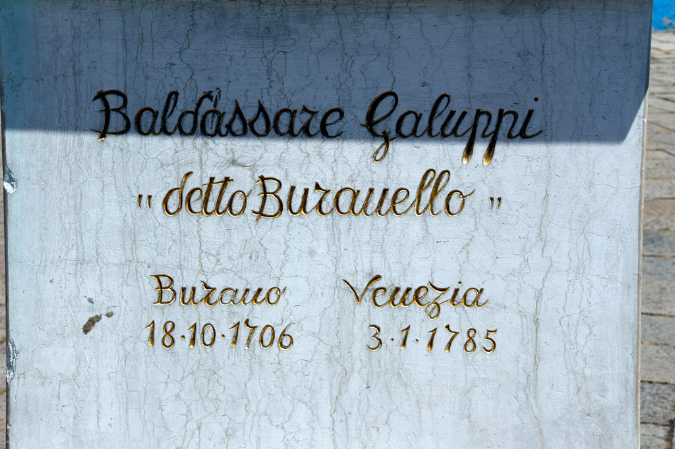 Baldassare Galuppi
"detto Buranello"
Burano Venezia
18·10·1706 3·1·1785